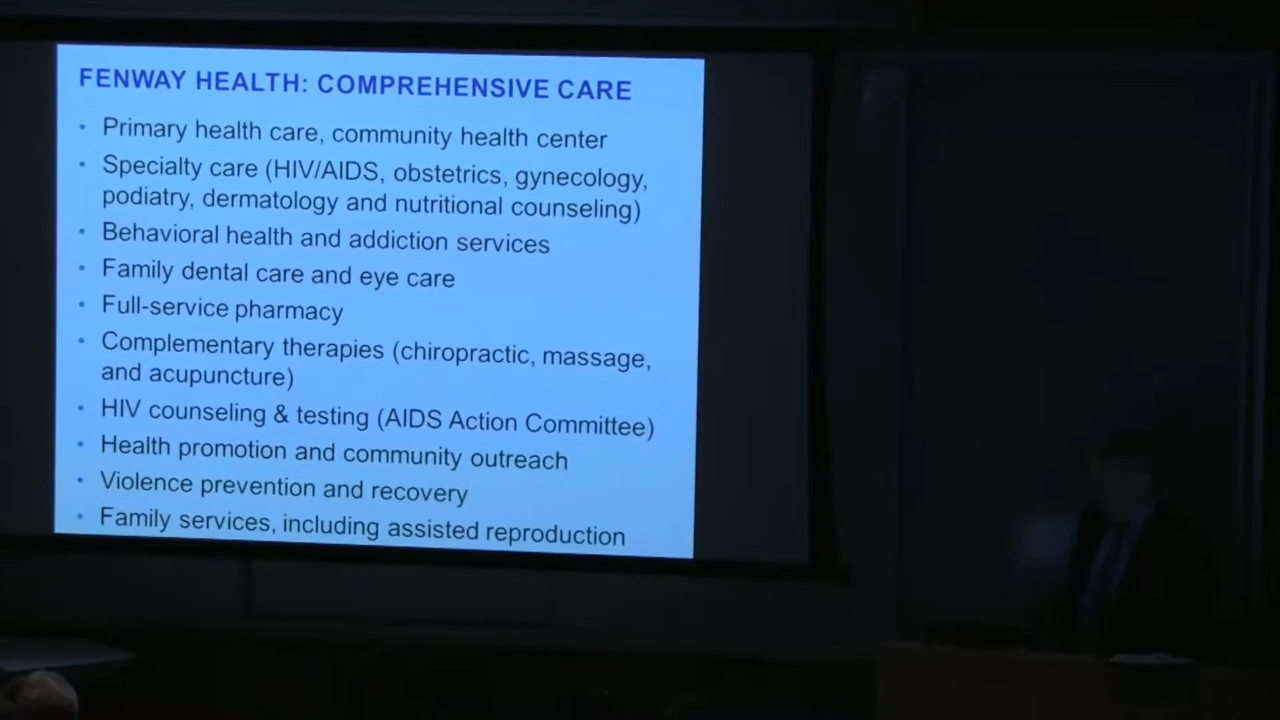 FENWAY HEALTH: COMPREHENSIVE CARE
• Primary health care, community health center
• Specialty care (HIV/AIDS, obstetrics, gynecology,
podiatry, dermatology and nutritional counseling)
• Behavioral health and addiction services
• Family dental care and eye care
• Full-service pharmacy
• Complementary therapies (chiropractic, massage,
and acupuncture)
• HIV counseling & testing (AIDS Action Committee)
• Health promotion and community outreach
• Violence prevention and recovery
• Family services, including assisted reproduction